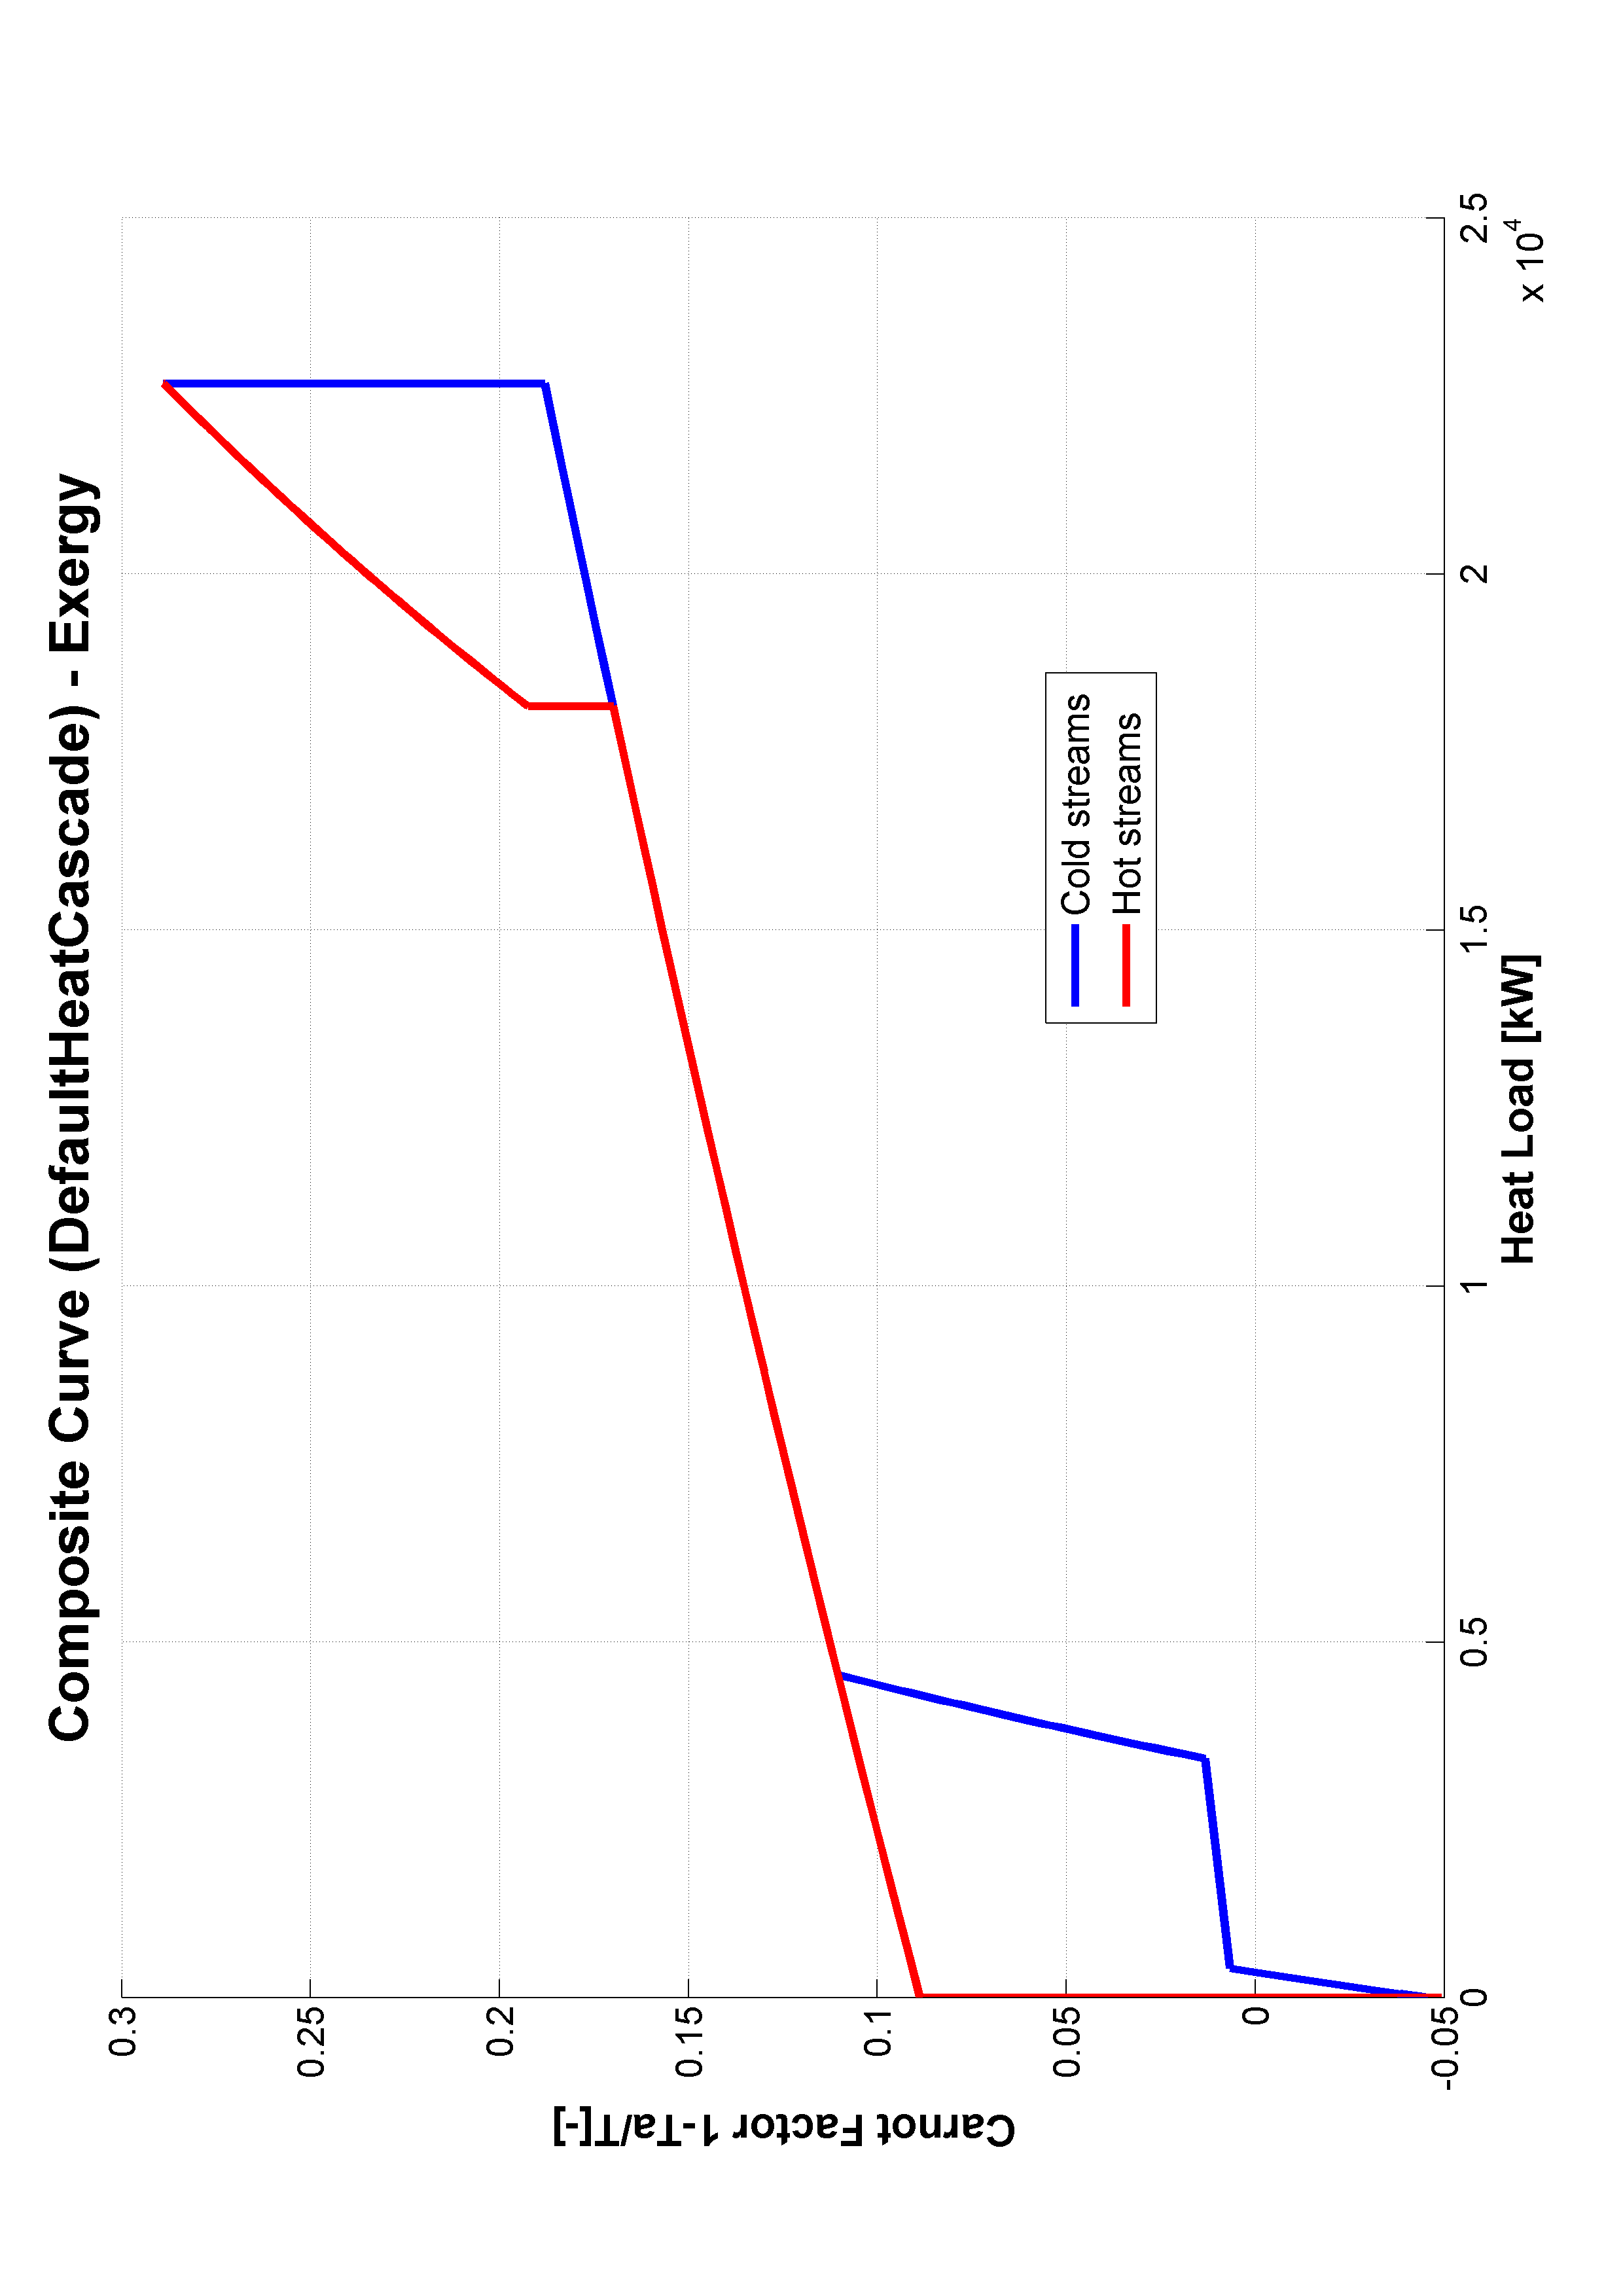 Composite Curve (DefaultHeatCascade) - Exergy
Carnot Factor 1-Ta/T[-]
0.3
0.25
0.2
0.15
0.1
0.05
0
-0.05
Cold streams
Hot streams
0
0.5
1
1.5
2
2.5
x 10⁴
Heat Load [kW]